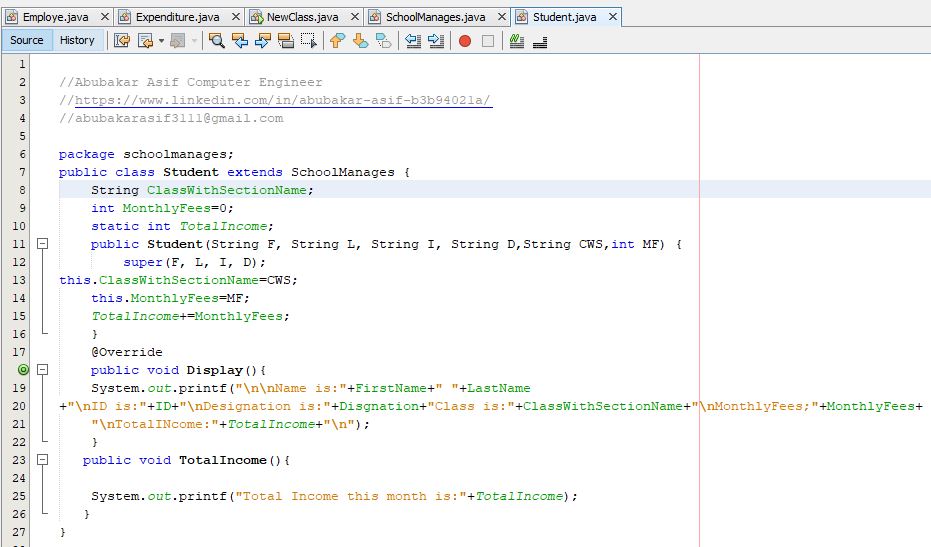 Employe.java Expenditure.java NewClass.java SchoolManages.java Student.java
Source History
1
2 //Abubakar Asif Computer Engineer
3 //https://www.linkedin.com/in/abubakar-asif-b3b94021a/
4 //abubakarasif3111@gmail.com
5
6 package schoolmanages;
7 public class Student extends SchoolManages {
8 String ClassWithSectionName;
9 int MonthlyFees=0;
10 static int TotalIncome;
11 public Student(String F, String L, String I, String D,String CWS,int MF) {
12 super(F, L, I, D);
13 this.ClassWithSectionName=CWS;
14 this.MonthlyFees=MF;
15 TotalIncome+=MonthlyFees;
16 }
17 @Override
public void Display(){
19 System.out.printf("\n\nName is:"+FirstName+" "+LastName
20 +"\nID is:"+ID+"\nDesignation is:"+Disgnation+"Class is:"+ClassWithSectionName+"\nMonthlyFees;"+MonthlyFees+
21 "\nTotalINcome:"+TotalIncome+"\n");
22 }
23 public void TotalIncome(){
24
25 System.out.printf("Total Income this month is:"+TotalIncome);
26 }
27 }